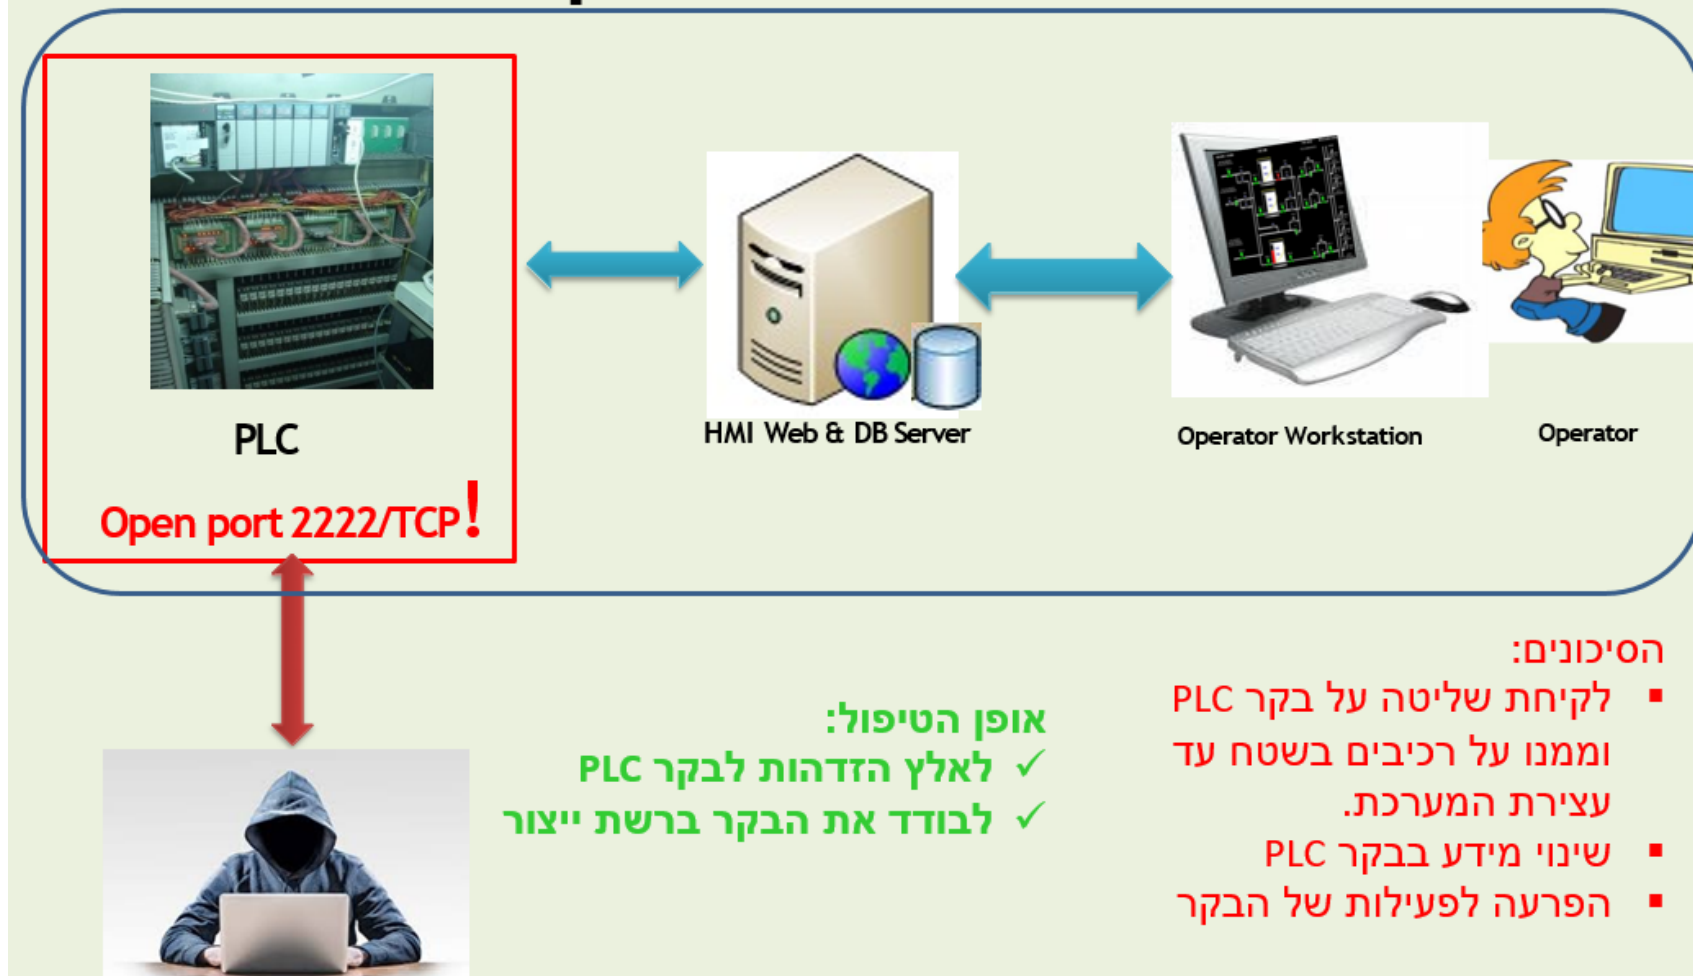 PLC
Open port 2222/TCP!
HMI Web & DB Server
Operator Workstation
Operator
הסיכונים:
▪ לקיחת שליטה על בקר PLC
וממנו על רכיבים בשטח עד
עצירת המערכת.
▪ שינוי מידע בבקר PLC
▪ הפרעה לפעילות של הבקר
אופן הטיפול:
✓ לאלץ הזדהות לבקר PLC
✓ לבודד את הבקר ברשת ייצור